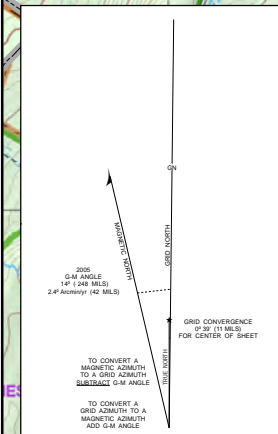 GN
MAGNETIC NORTH
GRID NORTH
2005
G-M ANGLE
14º ( 248 MILS)
2.4º Arcmin/yr (42 MILS)
GRID CONVERGENCE
0º 39' (11 MILS)
FOR CENTER OF SHEET
TRUE NORTH
TO CONVERT A
MAGNETIC AZIMUTH
TO A GRID AZIMUTH
SUBTRACT G-M ANGLE
TO CONVERT A
GRID AZIMUTH TO A
MAGNETIC AZIMUTH
ADD G-M ANGLE